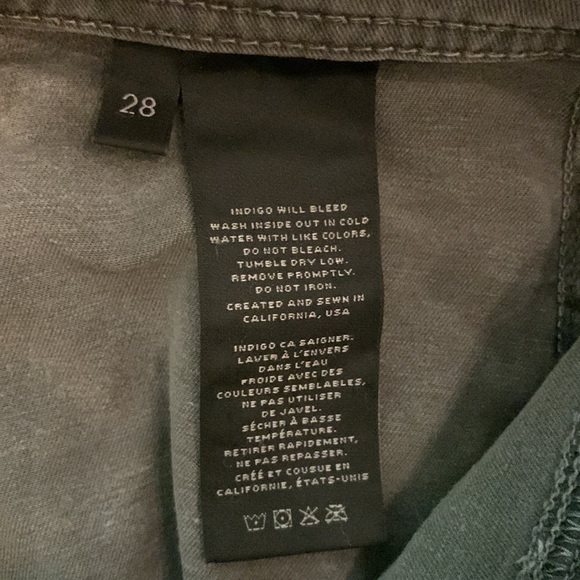 28
INDIGO WILL BLEED
WASH INSIDE OUT IN COLD
WATER WITH LIKE COLORS,
DO NOT BLEACH.
TUMBLE DRY LOW.
REMOVE PROMPTLY.
DO NOT IRON.
CREATED AND SEWN IN
CALIFORNIA, USA
INDIGO CA SAIGNER.
LAVER À L'ENVERS
DANS L'EAU
FROIDE AVEC DES
COULEURS SEMBLABLES,
NE PAS UTILISER
DE JAVEL.
SÉCHER À BASSE
TEMPÉRATURE.
RETIRER RAPIDEMENT,
NE PAS REPASSER.
CRÉÉ ET COUSUE EN
CALIFORNIE, ÉTATS-UNIS